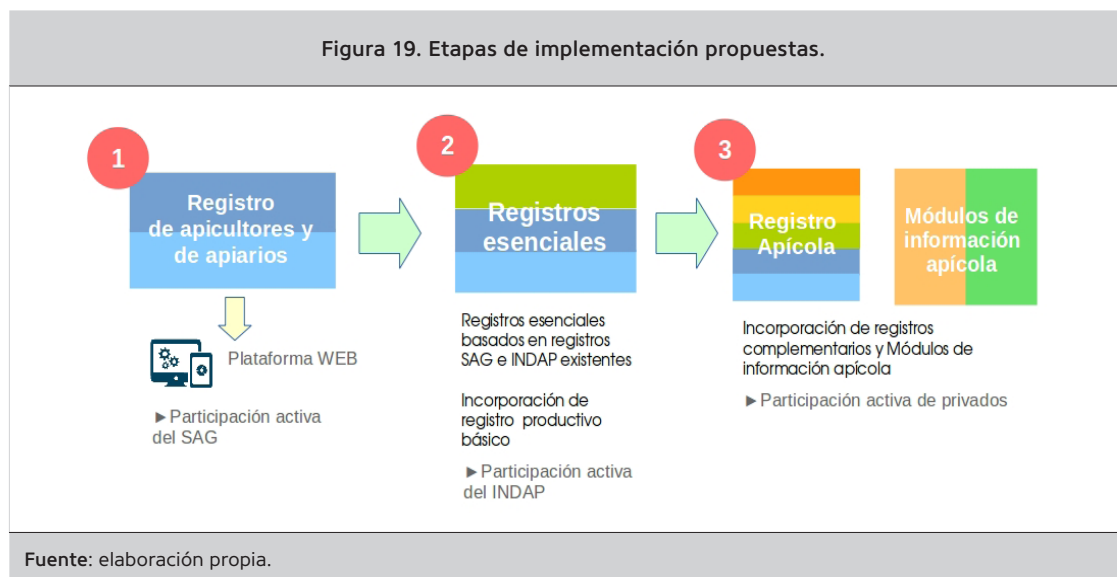 Figura 19. Etapas de implementación propuestas.
1
Registro
de apicultores y
de apiarios
Plataforma WEB
►Participación activa
del SAG
2
Registros
esenciales
Registros esenciales
basados en registros
SAG e INDAP existentes
Incorporación de
registro productivo
básico
►Participación activa
del INDAP
3
Registro
Apícola
Módulos de
información
apícola
Incorporación de registros
complementarios y Módulos de
información apícola
►Participación activa de privados
Fuente: elaboración propia.